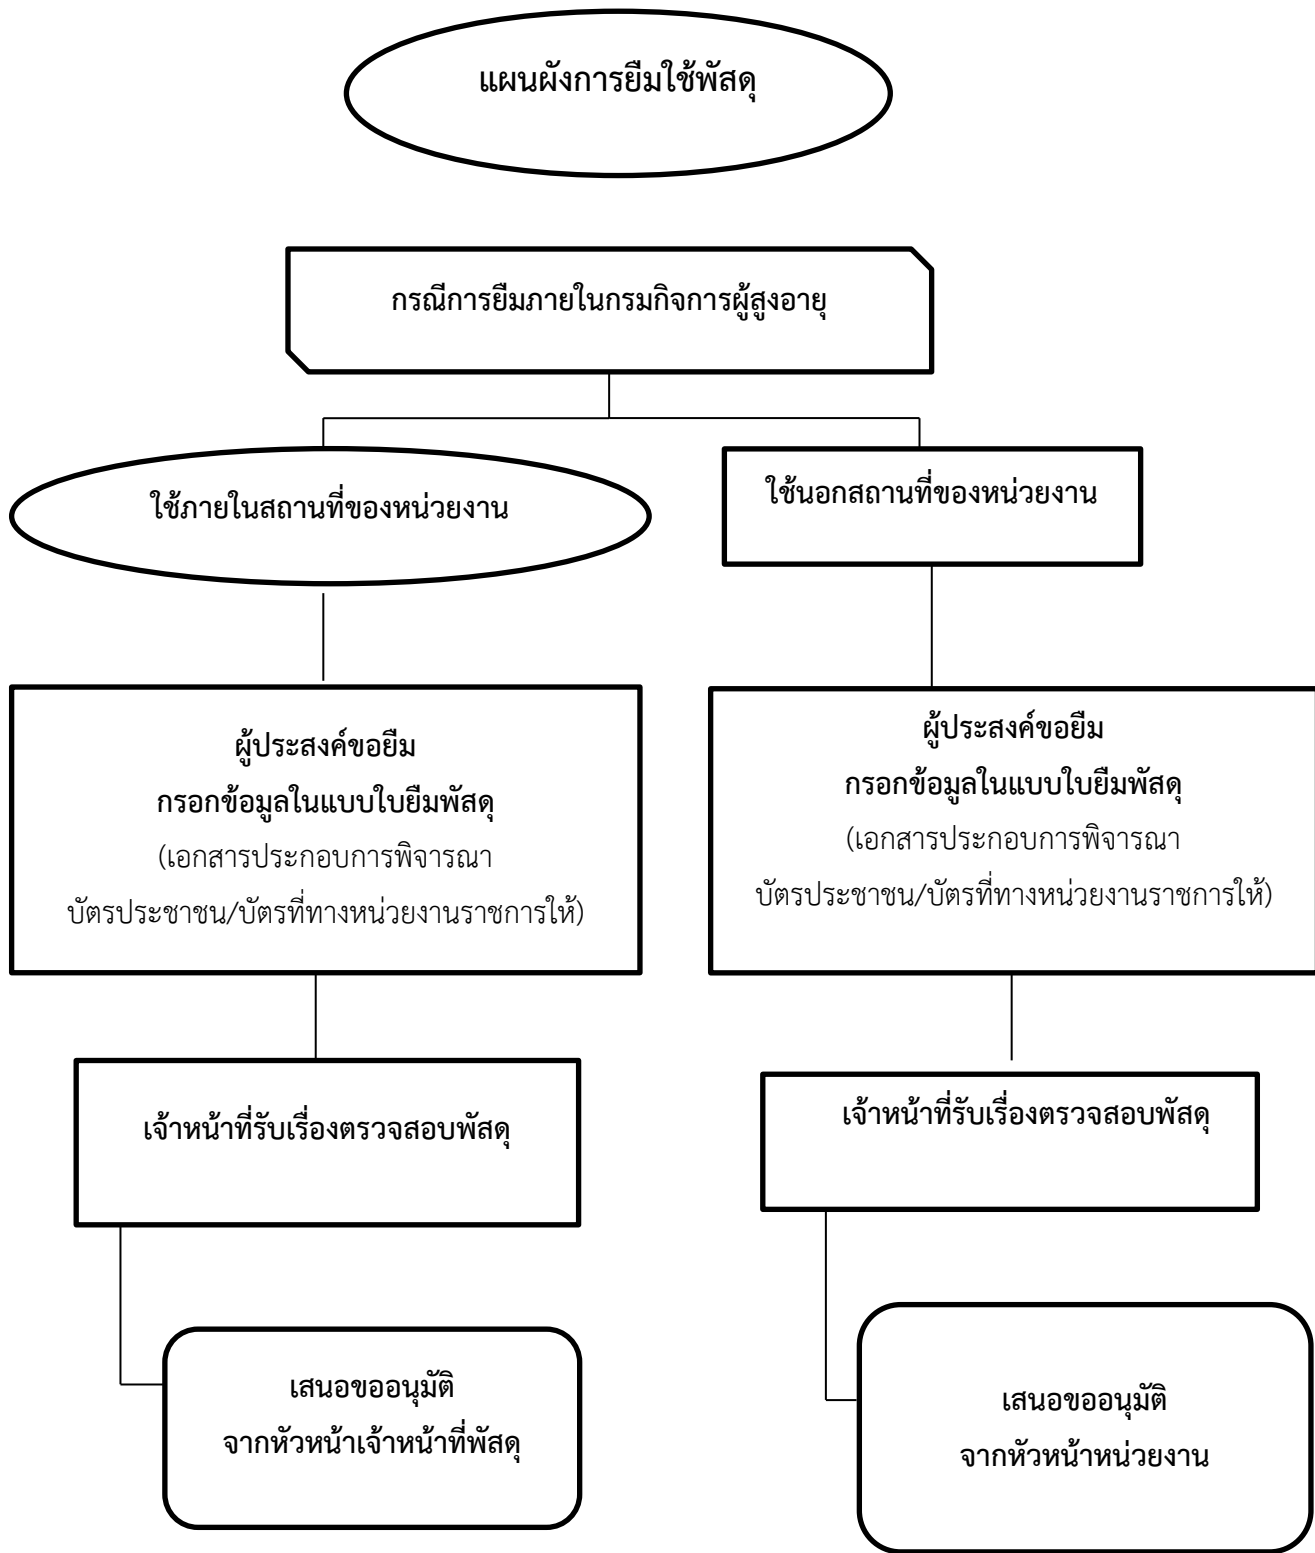 แผนผังการยืมใช้พัสดุ
กรณีการยืมภายในกรมกิจการผู้สูงอายุ
ใช้ภายในสถานที่ของหน่วยงาน
ใช้นอกสถานที่ของหน่วยงาน
ผู้ประสงค์ขอยืม
กรอกข้อมูลในแบบใบยืมพัสดุ
(เอกสารประกอบการพิจารณา
บัตรประชาชน/บัตรที่ทางหน่วยงานราชการให้)
ผู้ประสงค์ขอยืม
กรอกข้อมูลในแบบใบยืมพัสดุ
(เอกสารประกอบการพิจารณา
บัตรประชาชน/บัตรที่ทางหน่วยงานราชการให้)
เจ้าหน้าที่รับเรื่องตรวจสอบพัสดุ
เจ้าหน้าที่รับเรื่องตรวจสอบพัสดุ
เสนอขออนุมัติ
จากหัวหน้าเจ้าหน้าที่พัสดุ
เสนอขออนุมัติ
จากหัวหน้าหน่วยงาน